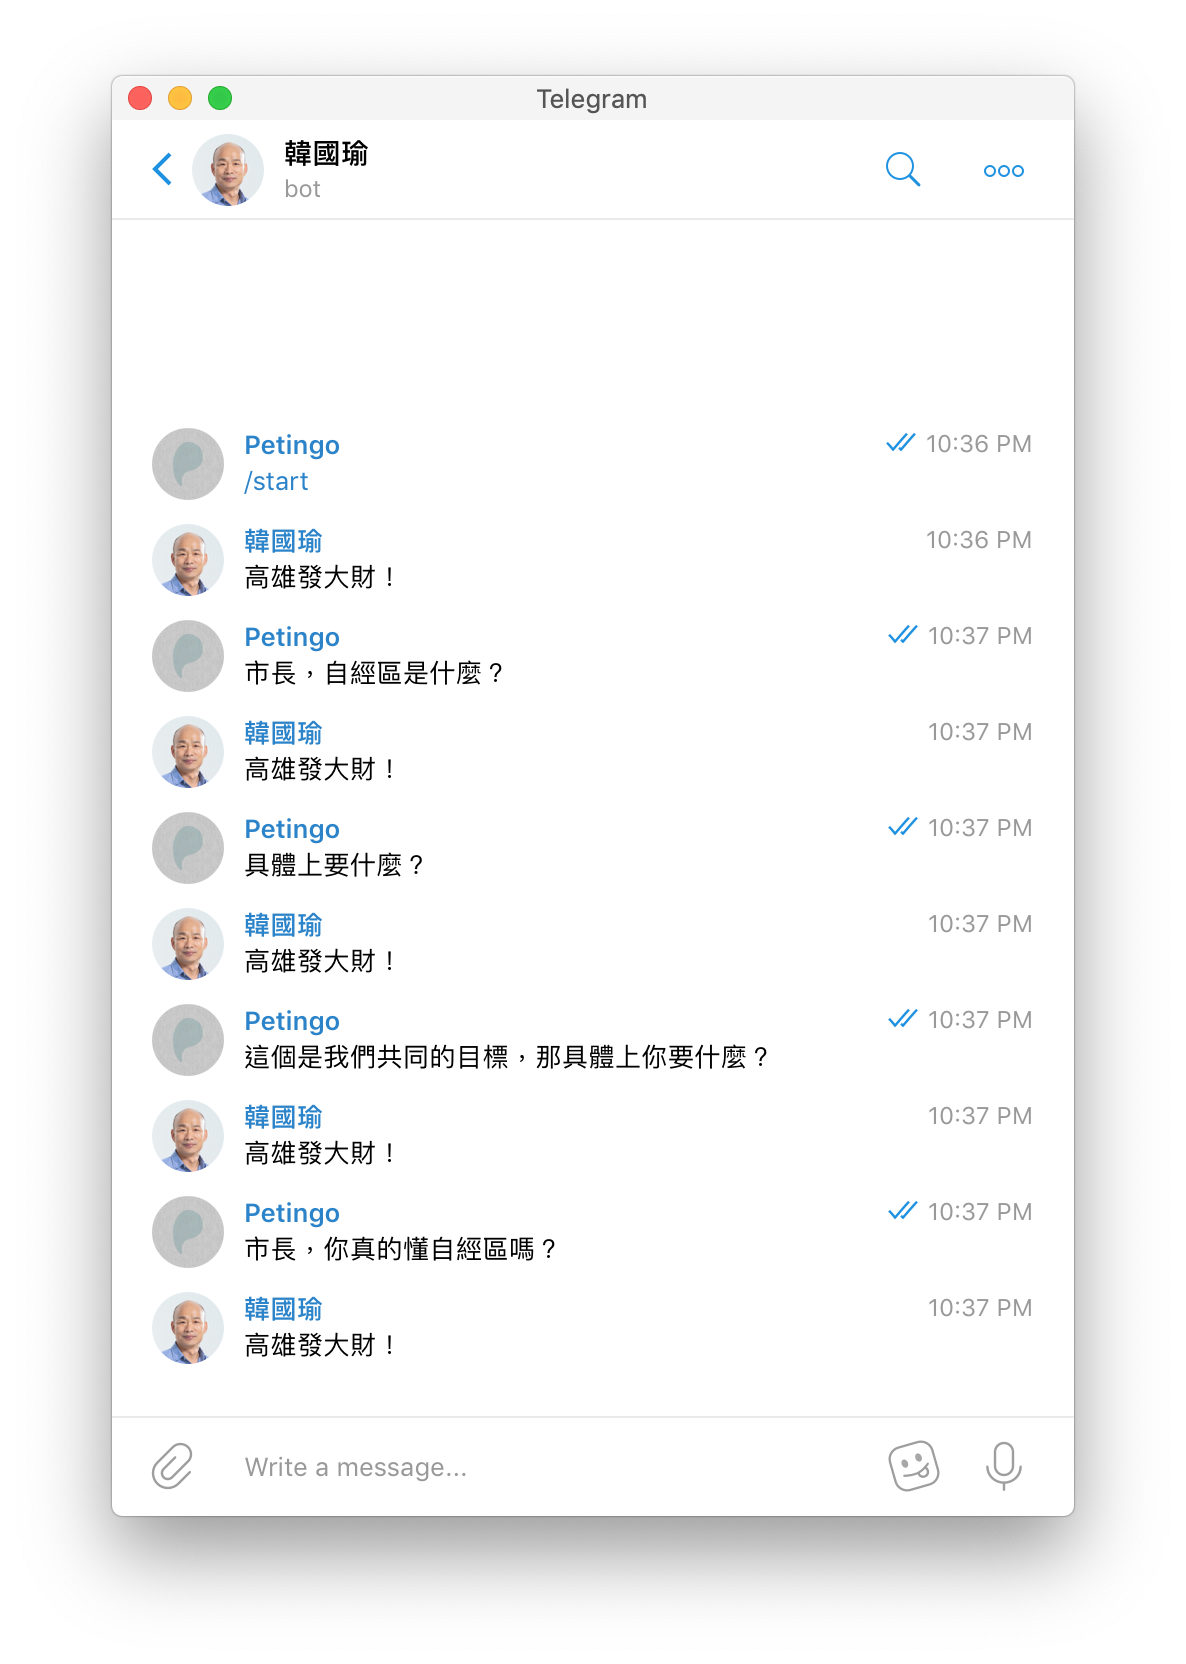 Telegram
韓國瑜
bot
Petingo
10:36 PM
/start
韓國瑜
10:36 PM
高雄發大財！
Petingo
10:37 PM
市長，自經區是什麼？
韓國瑜
10:37 PM
高雄發大財！
Petingo
10:37 PM
具體上要什麼？
韓國瑜
10:37 PM
高雄發大財！
Petingo
10:37 PM
這個是我們共同的目標，那具體上你要什麼？
韓國瑜
10:37 PM
高雄發大財！
Petingo
10:37 PM
市長，你真的懂自經區嗎？
韓國瑜
10:37 PM
高雄發大財！
Write a message...